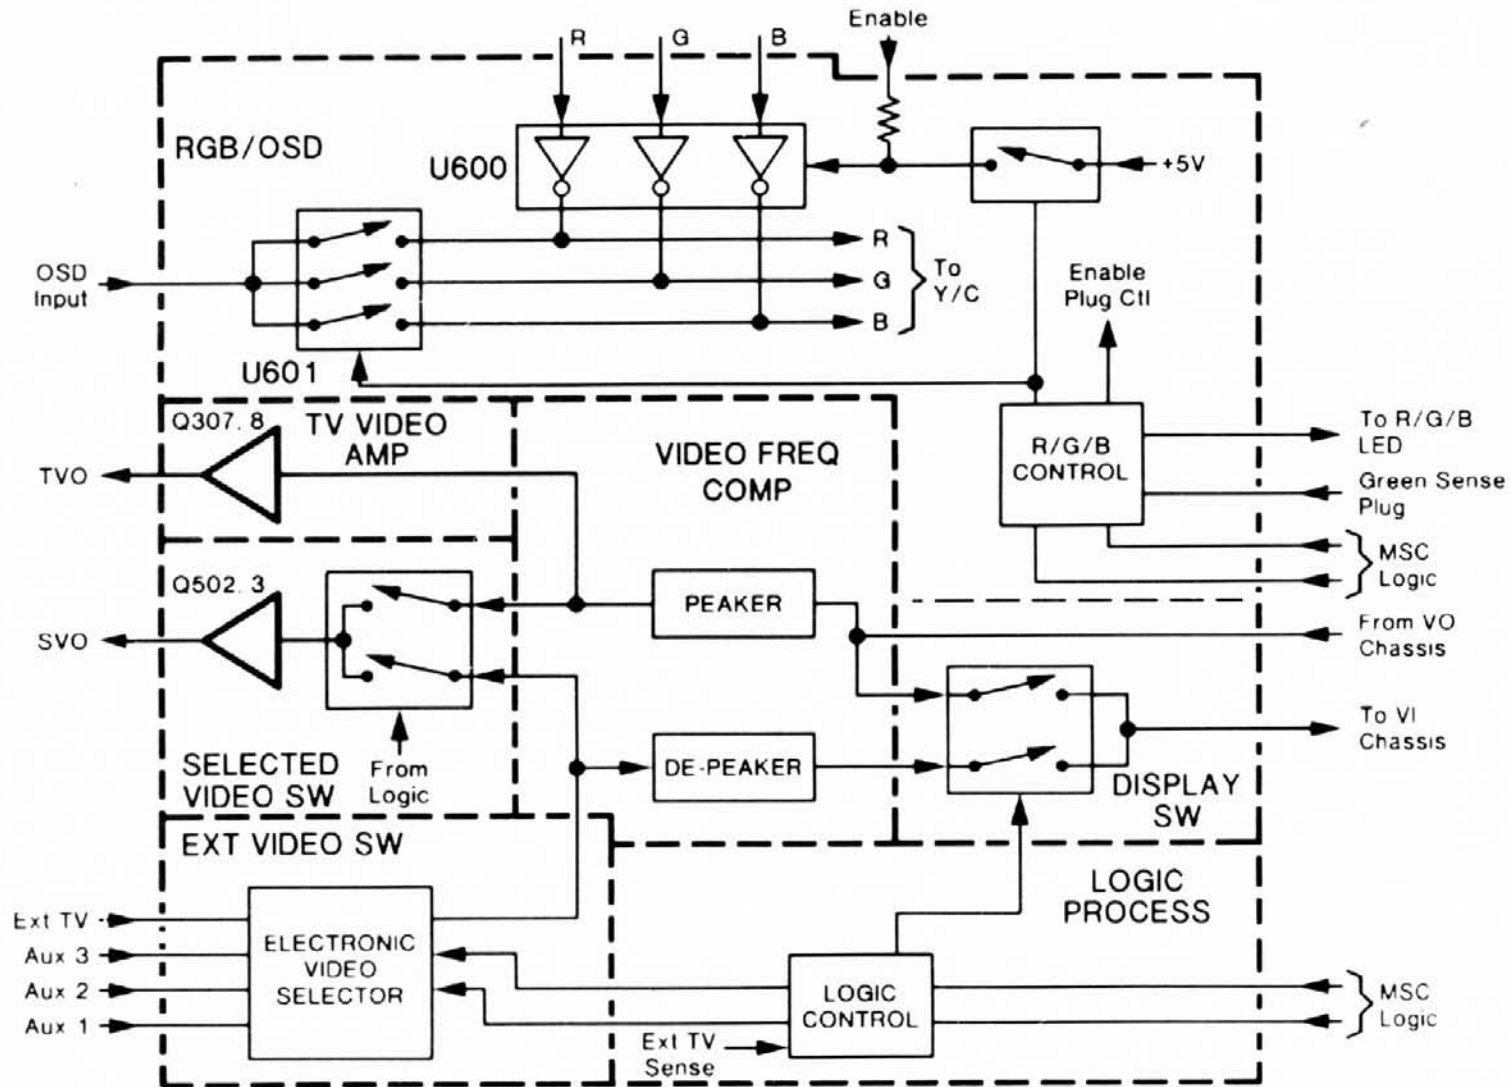 Enable
R
G
B
RGB/OSD
U600
+5V
R
G
B
To
Y/C
OSD
Input
Enable
Plug Ctl
U601
Q307. 8
TV VIDEO
AMP
VIDEO FREQ
COMP
R/G/B
CONTROL
To R/G/B
LED
TVO
Green Sense
Plug
MSC
Logic
Q502. 3
PEAKER
SVO
From VO
Chassis
To VI
Chassis
SELECTED
VIDEO SW
From
Logic
DE-PEAKER
DISPLAY
SW
EXT VIDEO SW
LOGIC
PROCESS
Ext TV
Aux 3
Aux 2
Aux 1
ELECTRONIC
VIDEO
SELECTOR
LOGIC
CONTROL
MSC
Logic
Ext TV
Sense